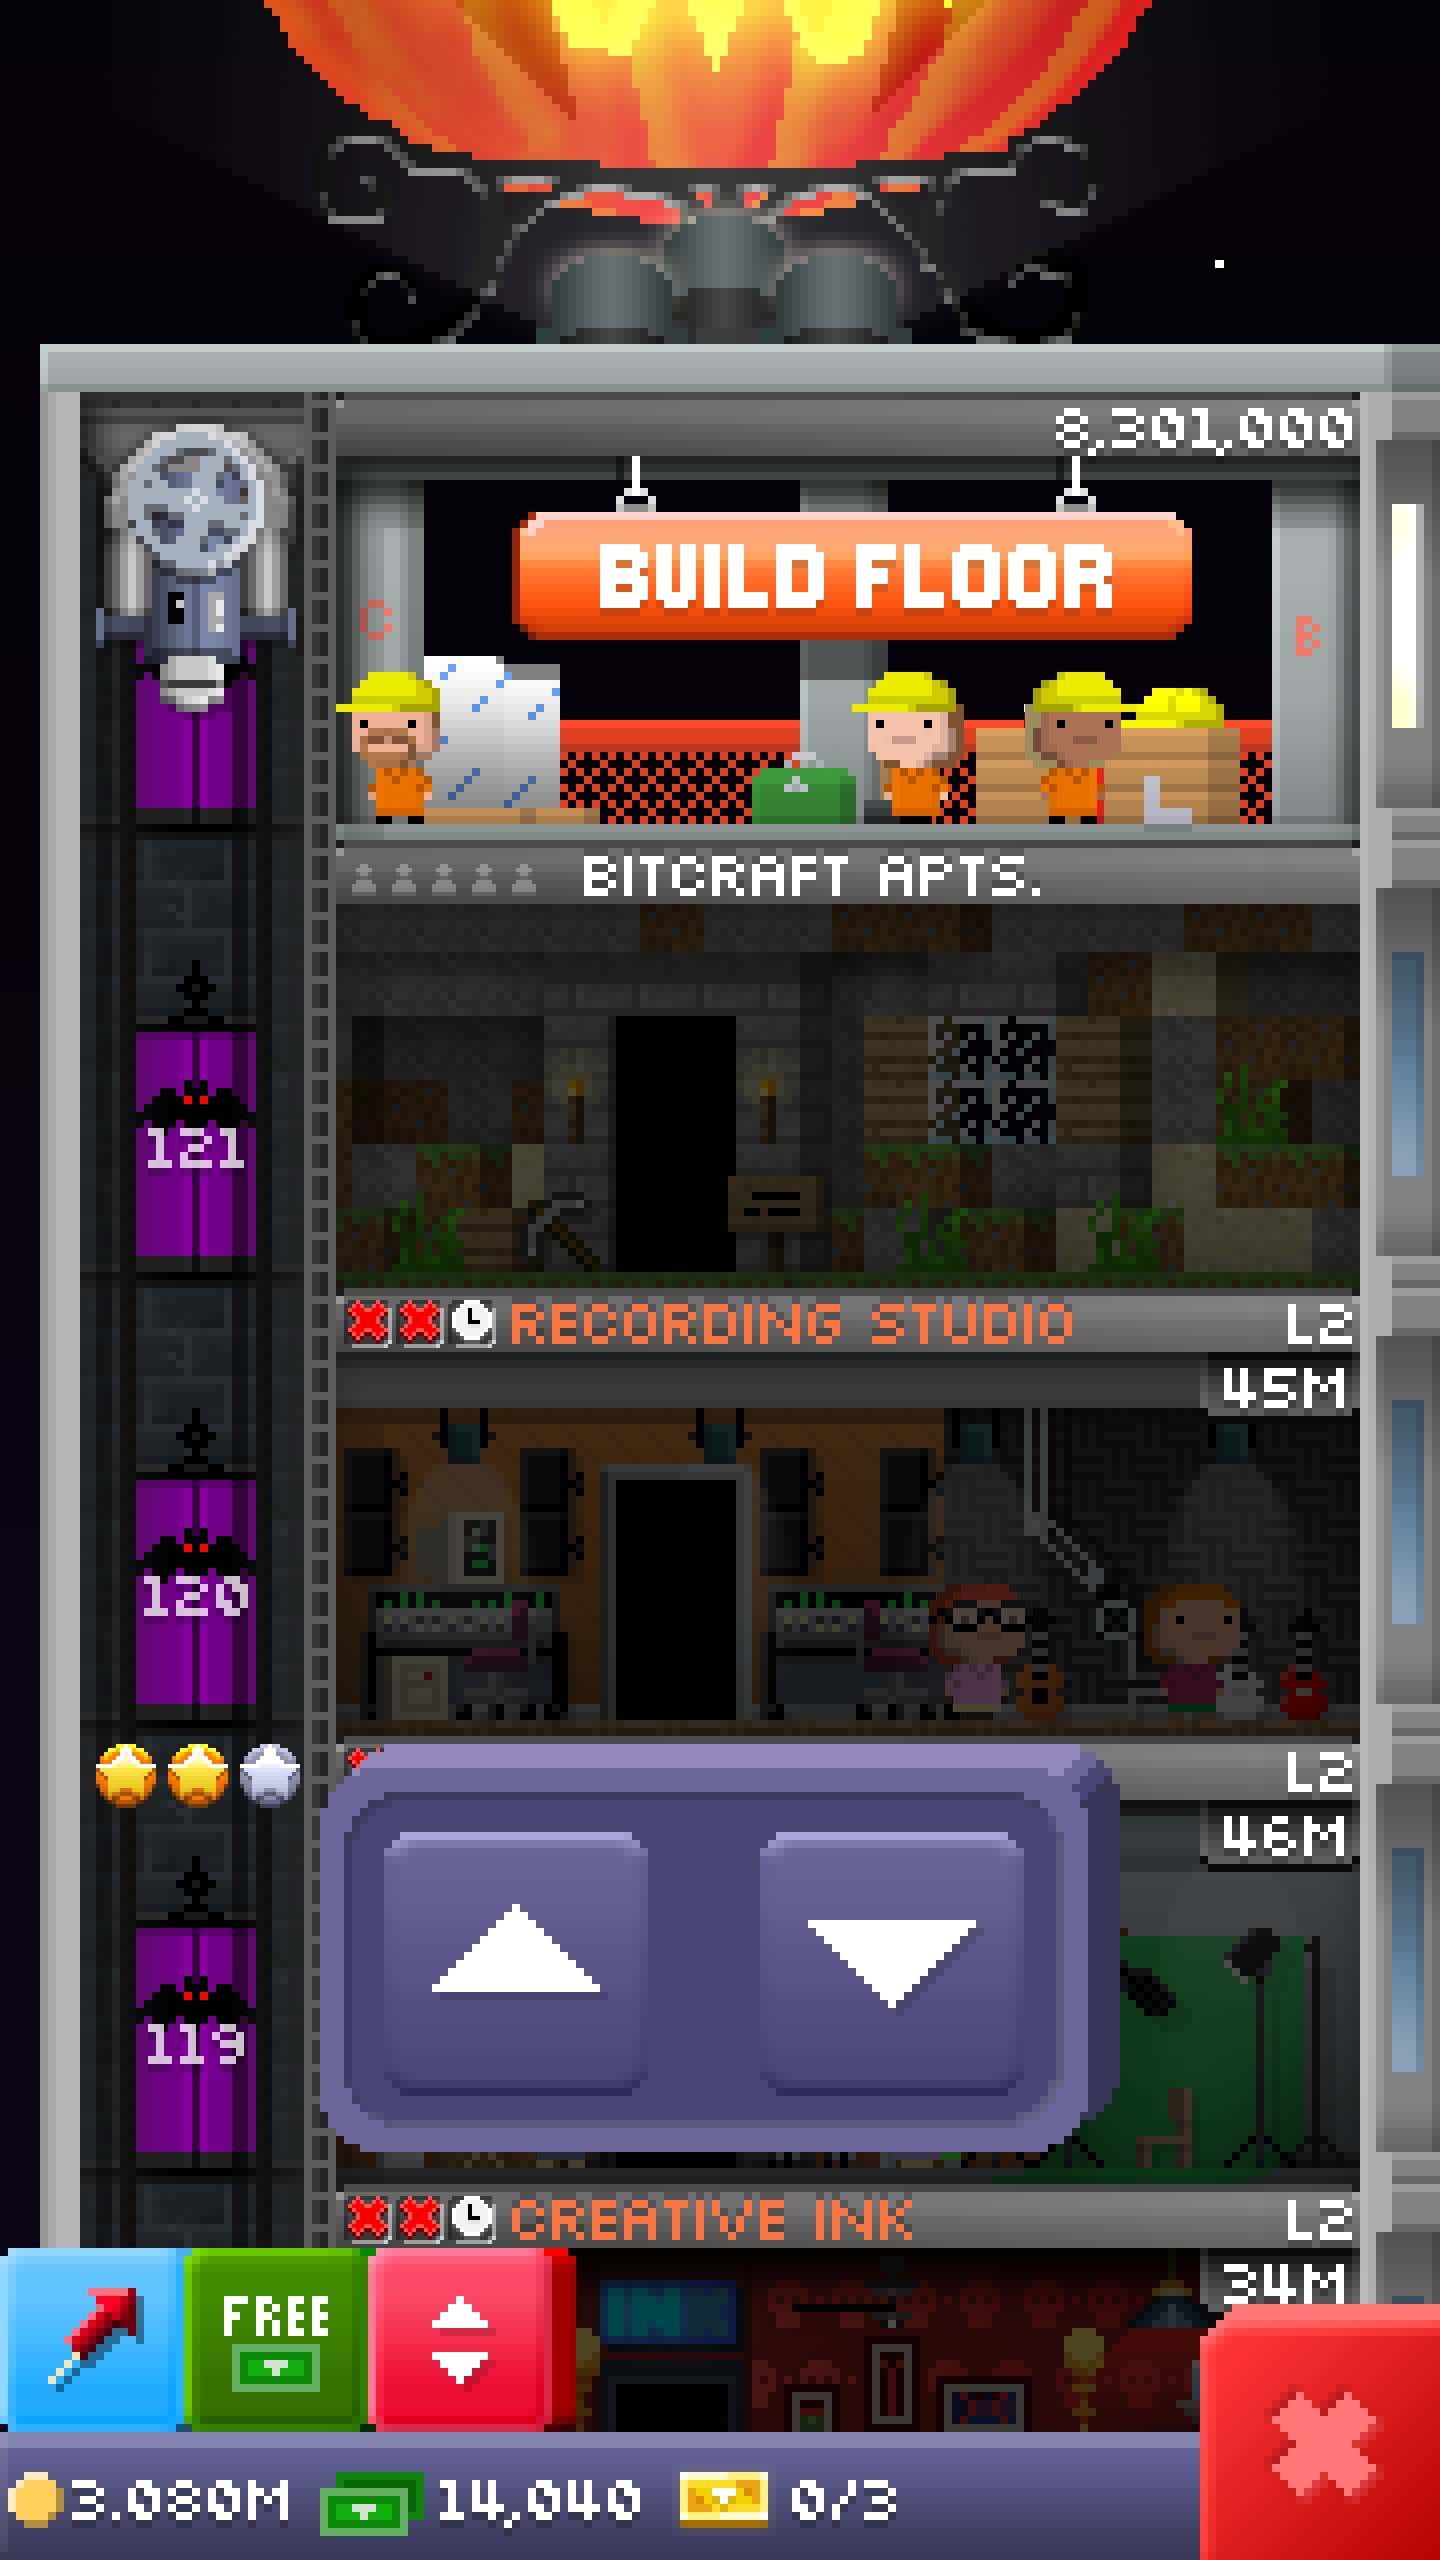 8,301,000
BUILD FLOOR
C
B
L
BITCRAFT APTS.
121
RECORDING STUDIO L2
45M
120
L2
46M
119
CREATIVE INK L2
34M
INK
FREE
3.080M 14,040 0/3